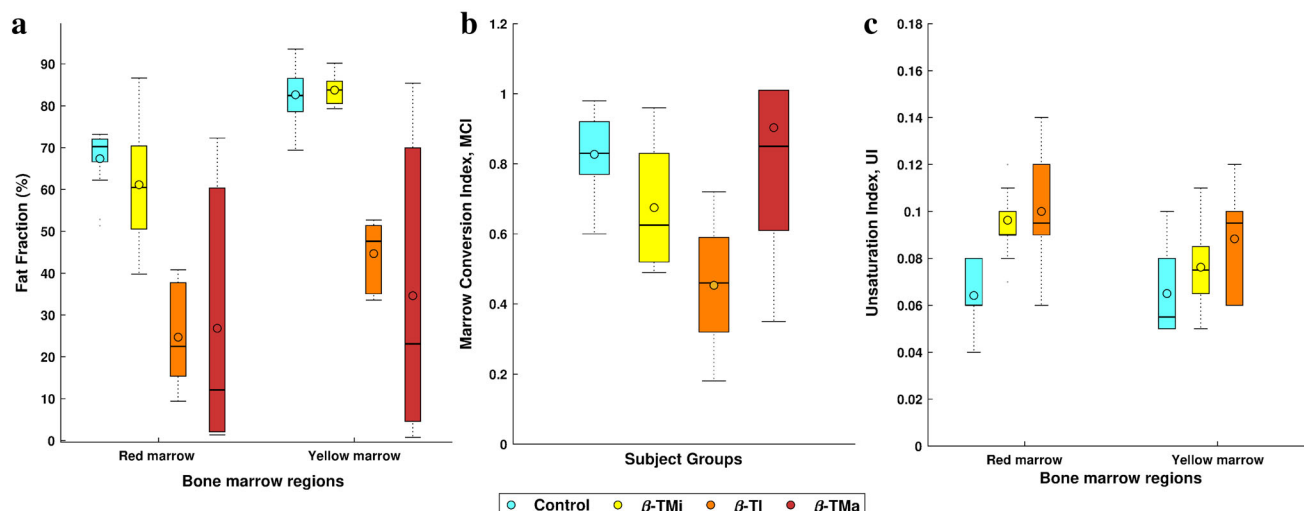 a
Fat Fraction (%)
90
80
70
60
50
40
30
20
10
0
Red marrow Yellow marrow
Bone marrow regions
b
Marrow Conversion Index, MCI
1.2
1
0.8
0.6
0.4
0.2
0
Subject Groups
c
Unsaturation Index, UI
0.18
0.16
0.14
0.12
0.1
0.08
0.06
0.04
0.02
0
Red marrow Yellow marrow
Bone marrow regions
Control β-TMi β-TI β-TMa